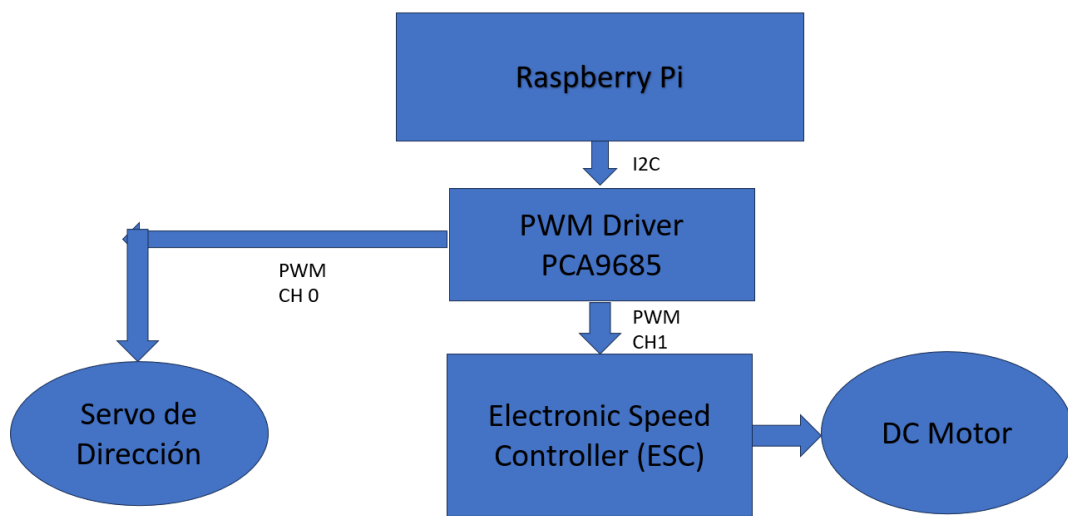 Raspberry Pi
I2C
PWM Driver
PCA9685
PWM
CH 0
PWM
CH1
Servo de
Dirección
Electronic Speed
Controller (ESC)
DC Motor